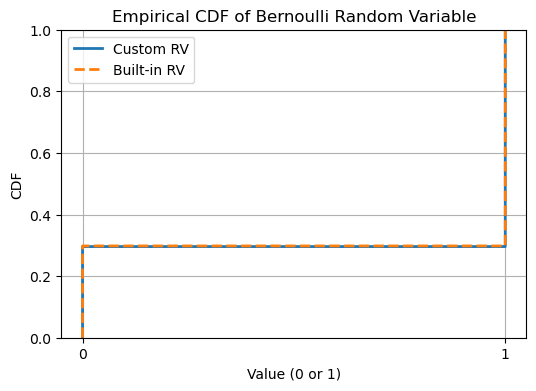 Empirical CDF of Bernoulli Random Variable
1.0
Custom RV
Built-in RV
0.8
0.6
CDF
0.4
0.2
0.0
0 1
Value (0 or 1)